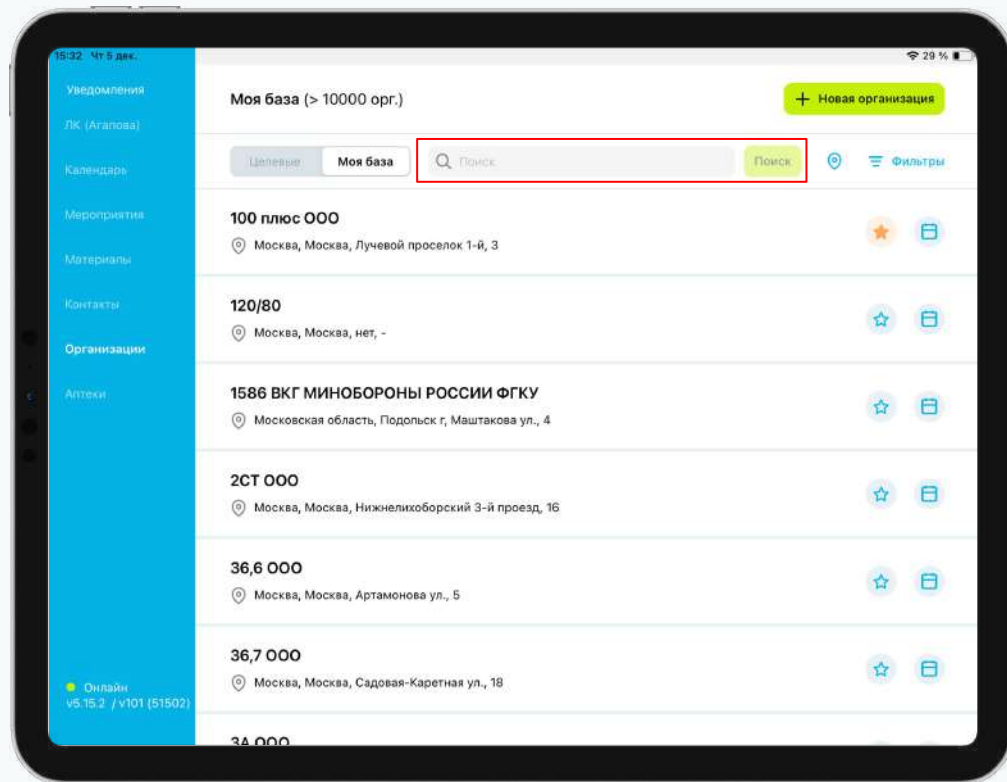 15:32 Чт 5 дек.
29 %
Уведомления
ЛК (Агапова)
Календарь
Мероприятия
Материалы
Контакты
Организации
Аптеки
Онлайн
v5.15.2 / v101 (51502)
Моя база (> 10000 орг.)
+ Новая организация
Целевые
Моя база
Поиск
Поиск
Фильтры
100 плюс ООО
Москва, Москва, Лучевой проселок 1-й, 3
120/80
Москва, Москва, нет, -
1586 ВКГ МИНОБОРОНЫ РОССИИ ФГКУ
Московская область, Подольск г, Маштакова ул., 4
2СТ ООО
Москва, Москва, Нижнелихоборский 3-й проезд, 16
36,6 ООО
Москва, Москва, Артамонова ул., 5
36,7 ООО
Москва, Москва, Садовая-Каретная ул., 18
3А ООО